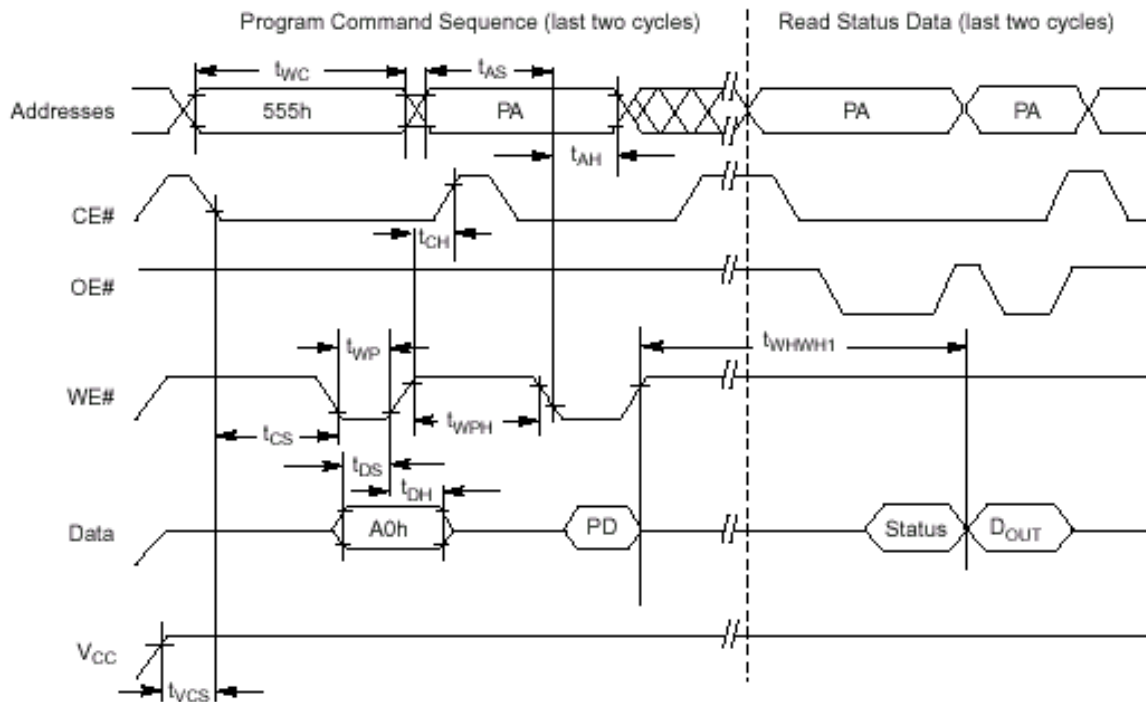 Program Command Sequence (last two cycles) Read Status Data (last two cycles)
tWC tAS
Addresses 555h PA PA PA
tAH
CE#
tCH
OE#
tWP tWHWH1
WE#
tCS tWPH
tDS
tDH
Data A0h PD Status DOUT
VCC
tVCS